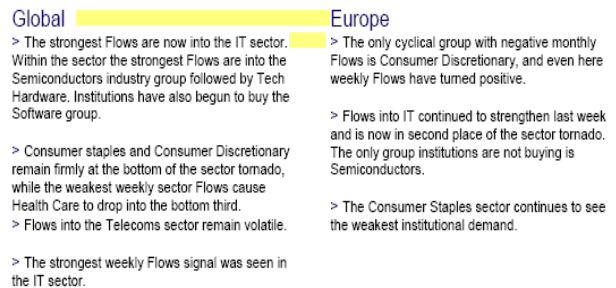 Global
> The strongest Flows are now into the IT sector.
Within the sector the strongest Flows are into the
Semiconductors industry group followed by Tech
Hardware. Institutions have also begun to buy the
Software group.
> Consumer staples and Consumer Discretionary
remain firmly at the bottom of the sector tornado,
while the weakest weekly sector Flows cause
Health Care to drop into the bottom third.
> Flows into the Telecoms sector remain volatile.
> The strongest weekly Flows signal was seen in
the IT sector.
Europe
> The only cyclical group with negative monthly
Flows is Consumer Discretionary, and even here
weekly Flows have turned positive.
> Flows into IT continued to strengthen last week
and is now in second place of the sector tornado.
The only group institutions are not buying is
Semiconductors.
> The Consumer Staples sector continues to see
the weakest institutional demand.